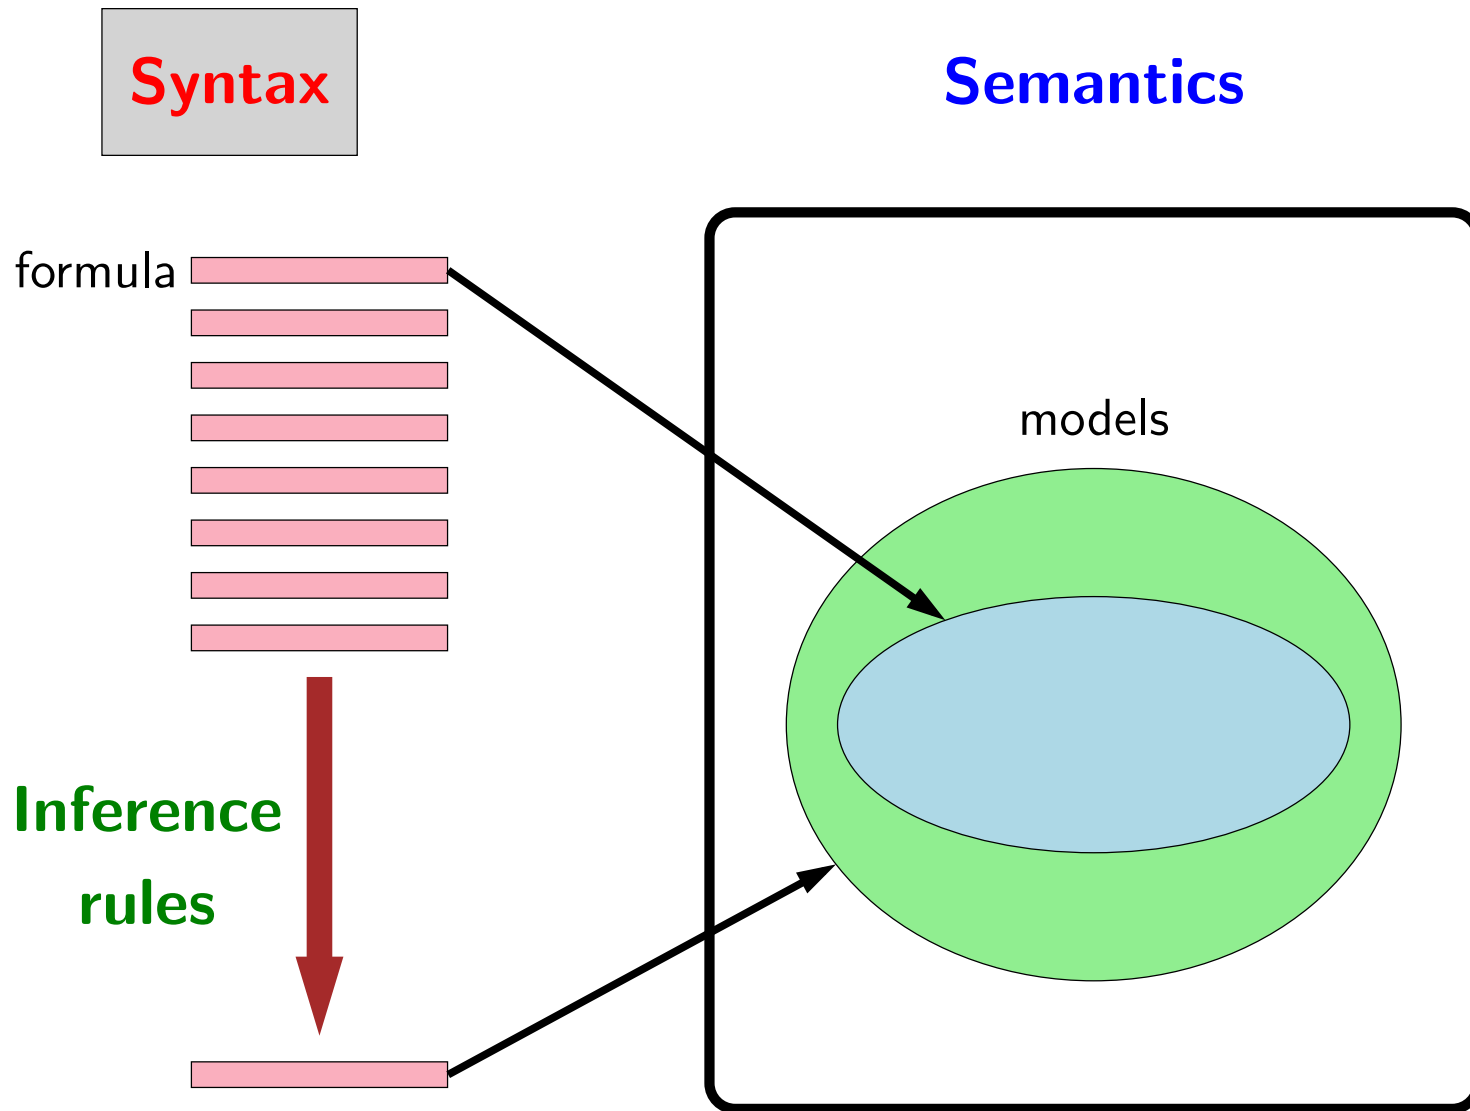 Syntax
Semantics
formula
models
Inference
rules